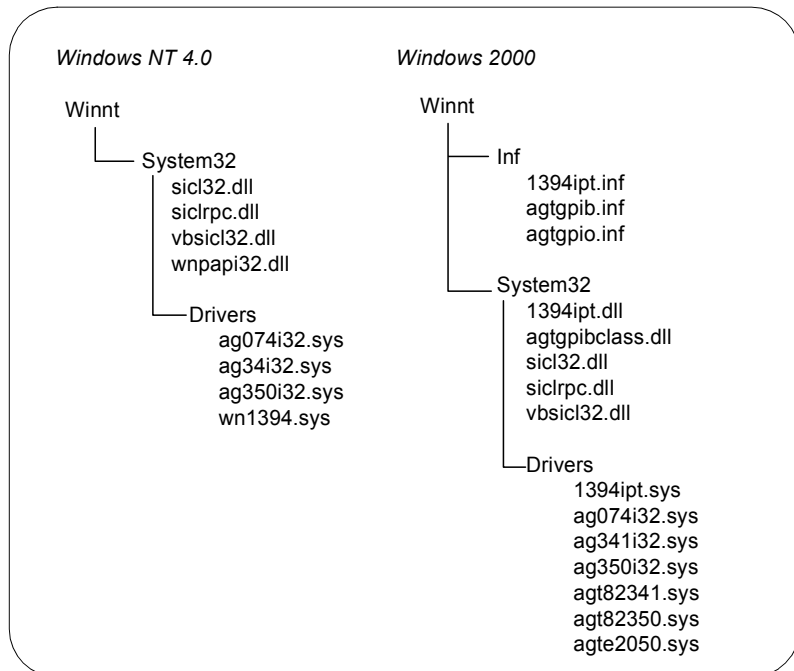 Windows NT 4.0
Winnt
System32
sicl32.dll
siclrpc.dll
vbsicl32.dll
wnpapi32.dll
Drivers
ag074i32.sys
ag34i32.sys
ag350i32.sys
wn1394.sys
Windows 2000
Winnt
Inf
1394ipt.inf
agtgpib.inf
agtgpio.inf
System32
1394ipt.dll
agtgpibclass.dll
sicl32.dll
siclrpc.dll
vbsicl32.dll
Drivers
1394ipt.sys
ag074i32.sys
ag341i32.sys
ag350i32.sys
agt82341.sys
agt82350.sys
agte2050.sys